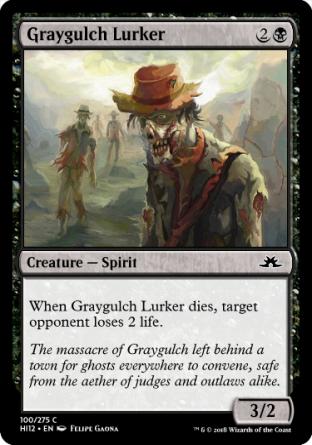 Graygulch Lurker 2
Creature — Spirit
When Graygulch Lurker dies, target
opponent loses 2 life.
The massacre of Graygulch left behind a
town for ghosts everywhere to convene, safe
from the aether of judges and outlaws alike.
3/2
100/275 C
HI12 • EN Felipe Gaona
™ & © 2018 Wizards of the Coast